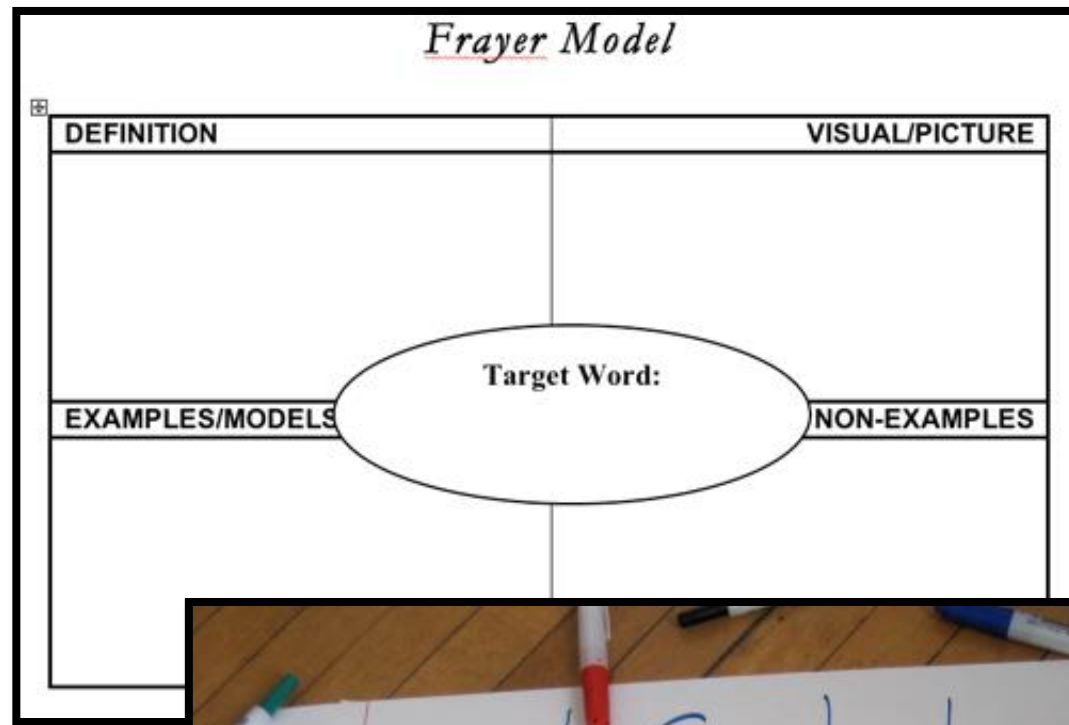 Frayer Model
DEFINITION
VISUAL/PICTURE
Target Word:
EXAMPLES/MODELS
NON-EXAMPLES